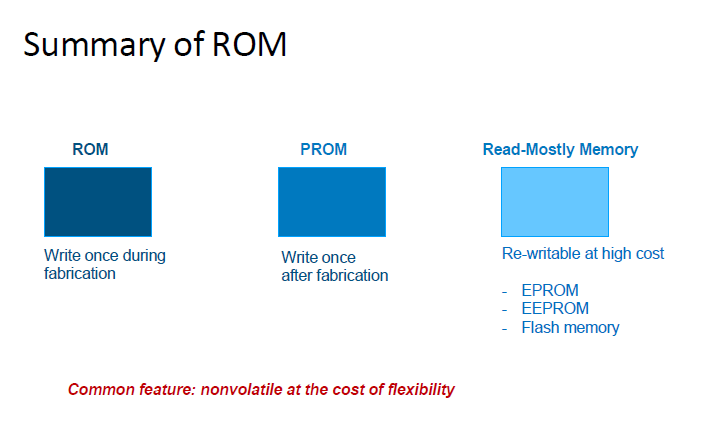 Summary of ROM
ROM
PROM
Read-Mostly Memory
Write once during
fabrication
Write once
after fabrication
Re-writable at high cost
- EPROM
- EEPROM
- Flash memory
Common feature: nonvolatile at the cost of flexibility